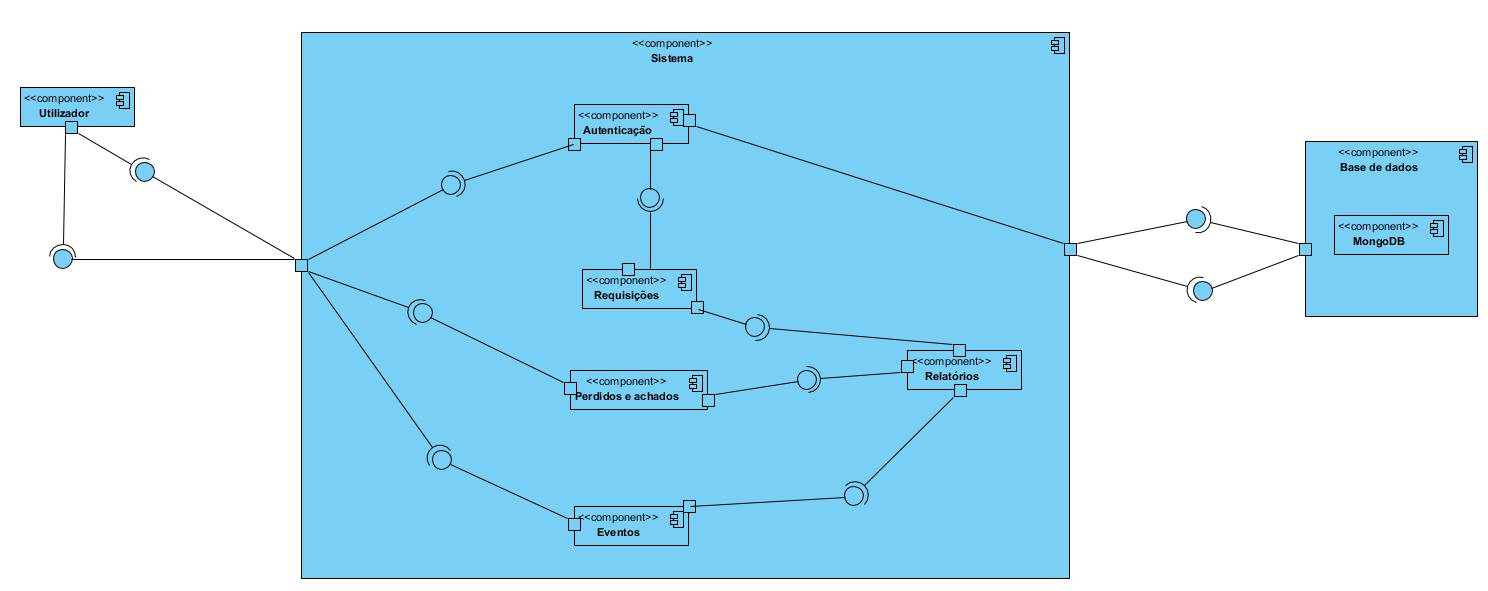 <<component>>
Sistema
<<component>>
Utilizador
<<component>>
Autenticação
<<component>>
Base de dados
<<component>>
MongoDB
<<component>>
Requisições
<<component>>
Relatórios
<<component>>
Perdidos e achados
<<component>>
Eventos